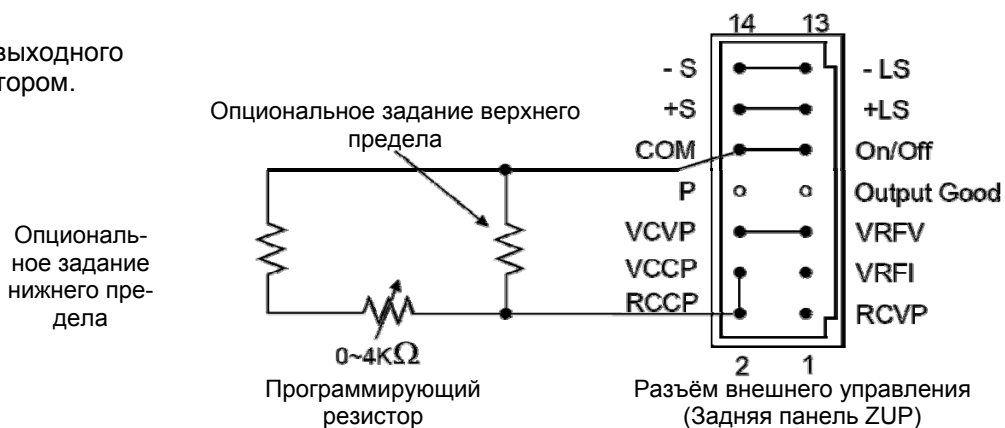 выходного
тором.
Опциональное задание верхнего
предела
Опциональ-
ное задание
нижнего пре-
дела
0~4KΩ
Программирующий
резистор
14 13
- S - LS
+S +LS
COM On/Off
P Output Good
VCVP VRFV
VCCP VRFI
RCCP RCVP
2 1
Разъём внешнего управления
(Задняя панель ZUP)